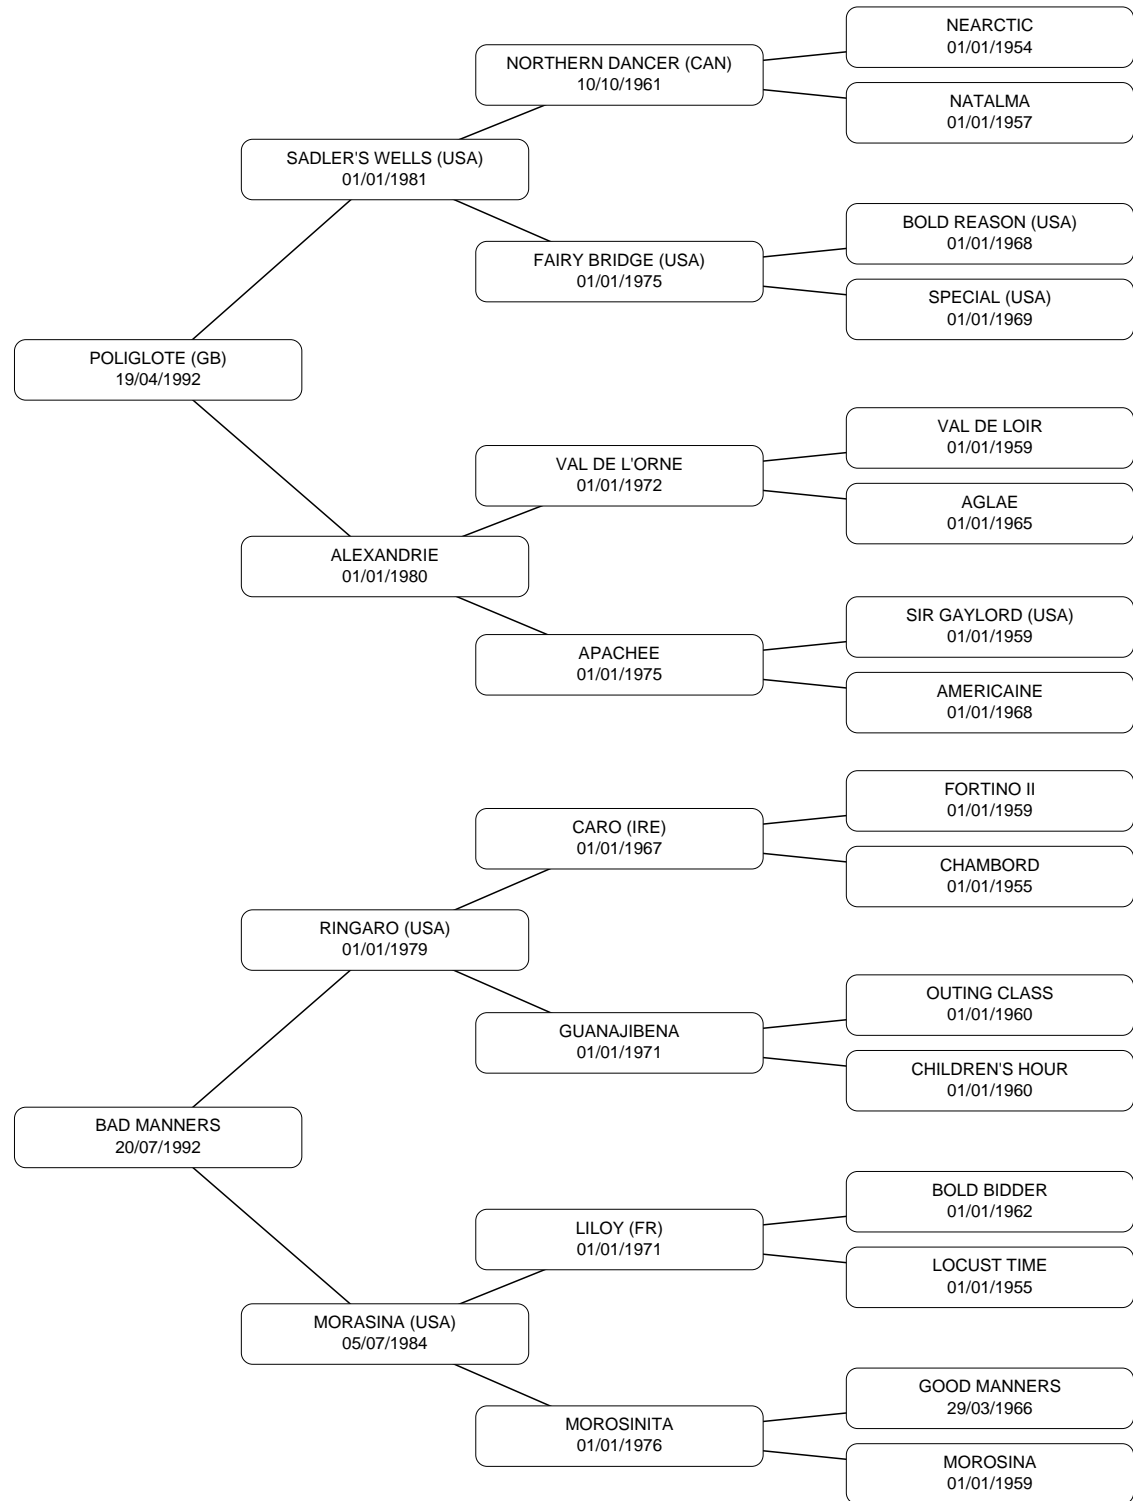 NEARCTIC
01/01/1954
NORTHERN DANCER (CAN)
10/10/1961
NATALMA
01/01/1957
SADLER'S WELLS (USA)
01/01/1981
BOLD REASON (USA)
01/01/1968
FAIRY BRIDGE (USA)
01/01/1975
SPECIAL (USA)
01/01/1969
POLIGLOTE (GB)
19/04/1992
VAL DE LOIR
01/01/1959
VAL DE L'ORNE
01/01/1972
AGLAE
01/01/1965
ALEXANDRIE
01/01/1980
SIR GAYLORD (USA)
01/01/1959
APACHEE
01/01/1975
AMERICAINE
01/01/1968
FORTINO II
01/01/1959
CARO (IRE)
01/01/1967
CHAMBORD
01/01/1955
RINGARO (USA)
01/01/1979
OUTING CLASS
01/01/1960
GUANAJIBENA
01/01/1971
CHILDREN'S HOUR
01/01/1960
BAD MANNERS
20/07/1992
BOLD BIDDER
01/01/1962
LILOY (FR)
01/01/1971
LOCUST TIME
01/01/1955
MORASINA (USA)
05/07/1984
GOOD MANNERS
29/03/1966
MOROSINITA
01/01/1976
MOROSINA
01/01/1959